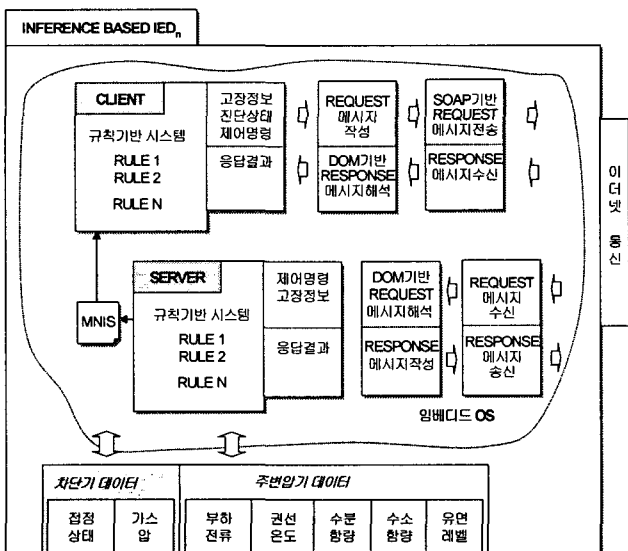 INFERENCE BASED IEDn
CLIENT
규칙기반 시스템
RULE 1
RULE 2
RULE N
고장정보
진단상태
제어명령
응답결과
REQUEST
메시지
작성
DOM기반
RESPONSE
메시지해석
SOAP기반
REQUEST
메시지전송
RESPONSE
메시지수신
이더넷 통신
MNIS
SERVER
규칙기반 시스템
RULE 1
RULE 2
RULE N
제어명령
고장정보
응답결과
DOM기반
REQUEST
메시지해석
RESPONSE
메시지작성
REQUEST
메시지
수신
RESPONSE
메시지
송신
임베디드 OS
차단기 데이터
접점
상태
가스
압
주변압기 데이터
부하
전류
권선
온도
수분
함량
수소
함량
유면
레벨